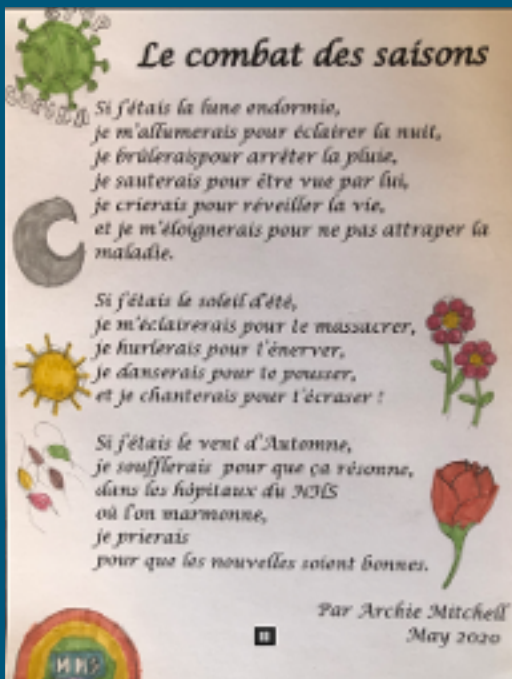 STOP
COVID
Le combat des saisons
Si j'étais la lune endormie,
je m'allumerais pour éclairer la nuit,
je brûleraispour arrêter la pluie,
je sauterais pour être vue par lui,
je crierais pour réveiller la vie,
et je m'éloignerais pour ne pas attraper la
maladie.
Si j'étais le soleil d'été,
je m'éclairerais pour te massacrer,
je hurlerais pour t'énerver,
je danserais pour te pousser,
et je chanterais pour t'écraser !
Si j'étais le vent d'Automne,
je soufflerais pour que ça résonne,
dans les hôpitaux du NHS
où l'on marmonne,
je prierais
pour que les nouvelles soient bonnes.
Par Archie Mitchell
May 2020
NHS